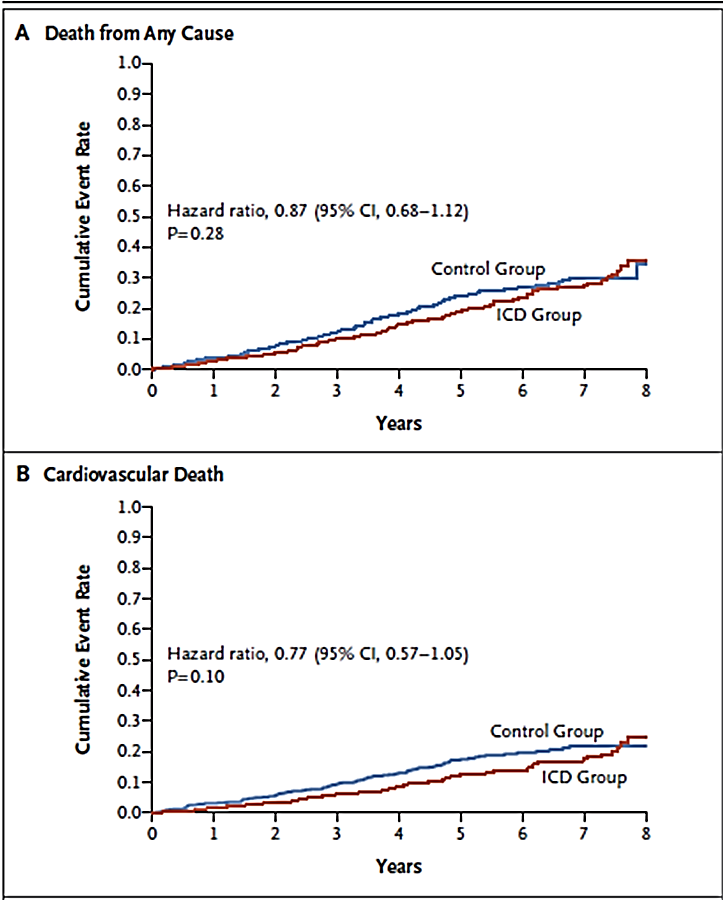 A Death from Any Cause
1.0
0.9
0.8
0.7
0.6
0.5
0.4
0.3
0.2
0.1
0.0
Cumulative Event Rate
Hazard ratio, 0.87 (95% CI, 0.68–1.12)
P=0.28
Control Group
ICD Group
0 1 2 3 4 5 6 7 8
Years
B Cardiovascular Death
1.0
0.9
0.8
0.7
0.6
0.5
0.4
0.3
0.2
0.1
0.0
Cumulative Event Rate
Hazard ratio, 0.77 (95% CI, 0.57–1.05)
P=0.10
Control Group
ICD Group
0 1 2 3 4 5 6 7 8
Years